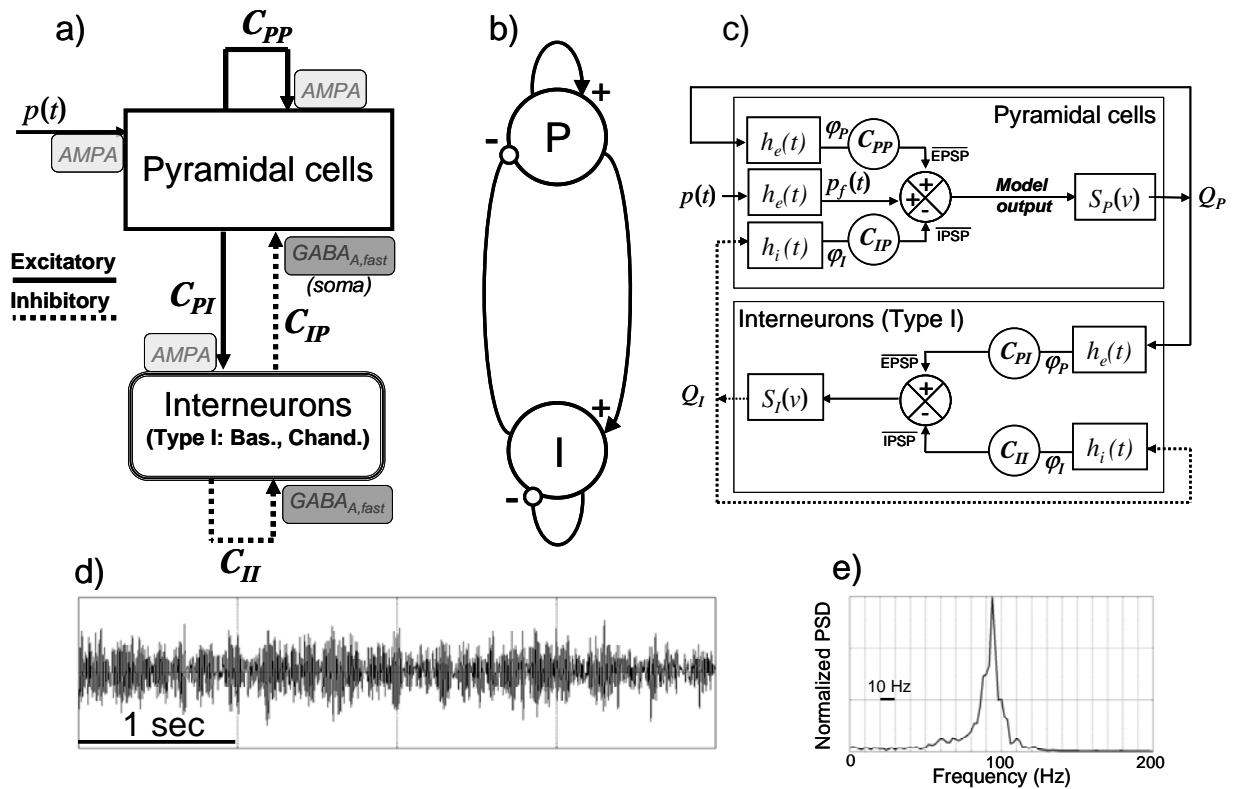 a)
C_PP
AMPA
p(t)
AMPA
Pyramidal cells
GABA_A,fast
(soma)
Excitatory
Inhibitory
C_PI
C_IP
AMPA
Interneurons
(Type I: Bas., Chand.)
GABA_A,fast
C_II
b)
+
-
P
+
I
-
c)
Pyramidal cells
h_e(t)
φ_P
C_PP
EPSP
p(t)
h_e(t)
p_f(t)
+
+
-
Model
output
S_P(v)
Q_P
h_i(t)
φ_I
C_IP
IPSP
Interneurons (Type I)
C_PI
φ_P
h_e(t)
EPSP
Q_I
S_I(v)
+
-
IPSP
C_II
φ_I
h_i(t)
d)
1 sec
e)
Normalized PSD
10 Hz
0
100
200
Frequency (Hz)